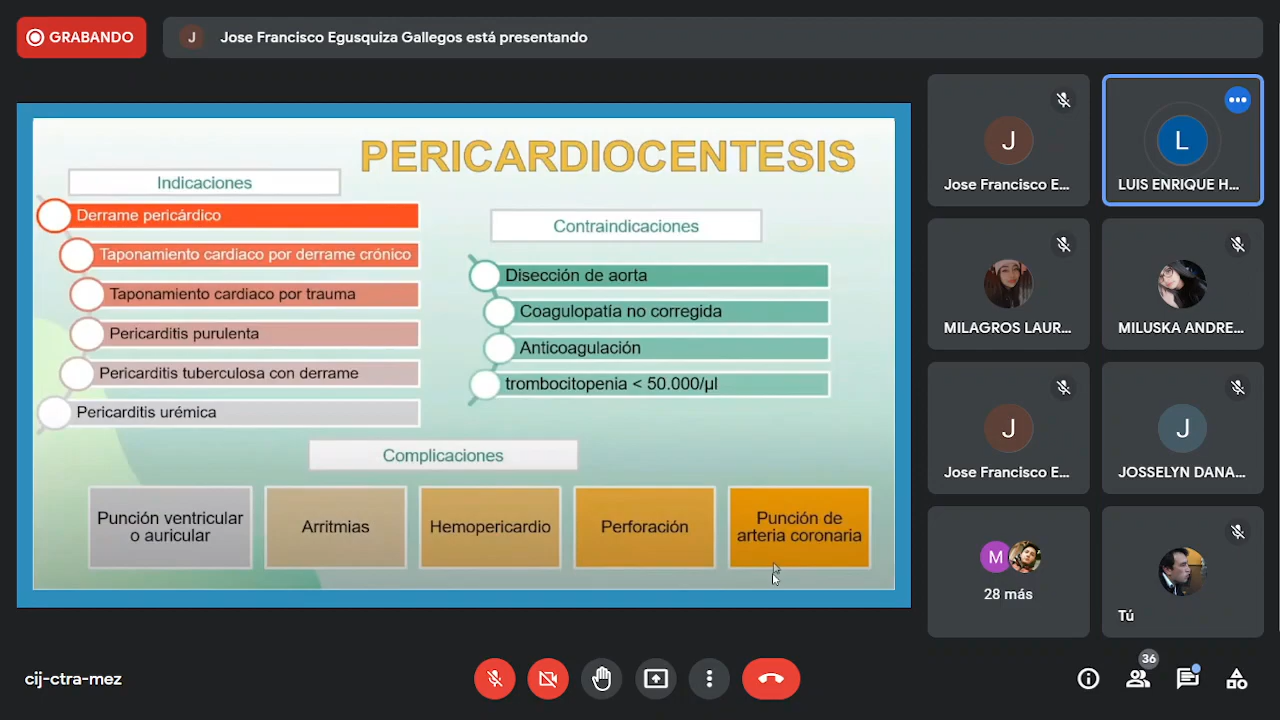 GRABANDO
J
Jose Francisco Egusquiza Gallegos está presentando
PERICARDIOCENTESIS
Indicaciones
Derrame pericárdico
Taponamiento cardiaco por derrame crónico
Taponamiento cardiaco por trauma
Pericarditis purulenta
Pericarditis tuberculosa con derrame
Pericarditis urémica
Contraindicaciones
Disección de aorta
Coagulopatía no corregida
Anticoagulación
trombocitopenia < 50.000/µl
Complicaciones
Punción ventricular
o auricular
Arritmias
Hemopericardio
Perforación
Punción de
arteria coronaria
J
Jose Francisco E...
L
LUIS ENRIQUE H...
MILAGROS LAUR...
MILUSKA ANDRE...
J
Jose Francisco E...
J
JOSSELYN DANA...
M
28 más
Tú
cij-ctra-mez
36